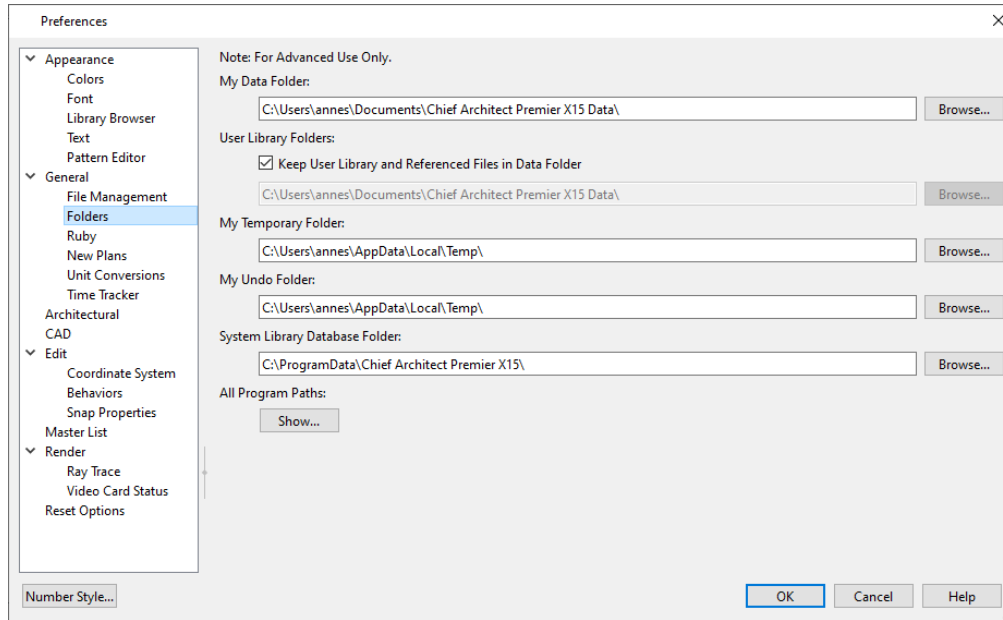 Preferences
Appearance
Colors
Font
Library Browser
Text
Pattern Editor
General
File Management
Folders
Ruby
New Plans
Unit Conversions
Time Tracker
Architectural
CAD
Edit
Coordinate System
Behaviors
Snap Properties
Master List
Render
Ray Trace
Video Card Status
Reset Options
Note: For Advanced Use Only.
My Data Folder:
C:\Users\annes\Documents\Chief Architect Premier X15 Data\ Browse...
User Library Folders:
Keep User Library and Referenced Files in Data Folder
C:\Users\annes\Documents\Chief Architect Premier X15 Data\ Browse...
My Temporary Folder:
C:\Users\annes\AppData\Local\Temp\ Browse...
My Undo Folder:
C:\Users\annes\AppData\Local\Temp\ Browse...
System Library Database Folder:
C:\ProgramData\Chief Architect Premier X15\ Browse...
All Program Paths:
Show...
Number Style... OK Cancel Help